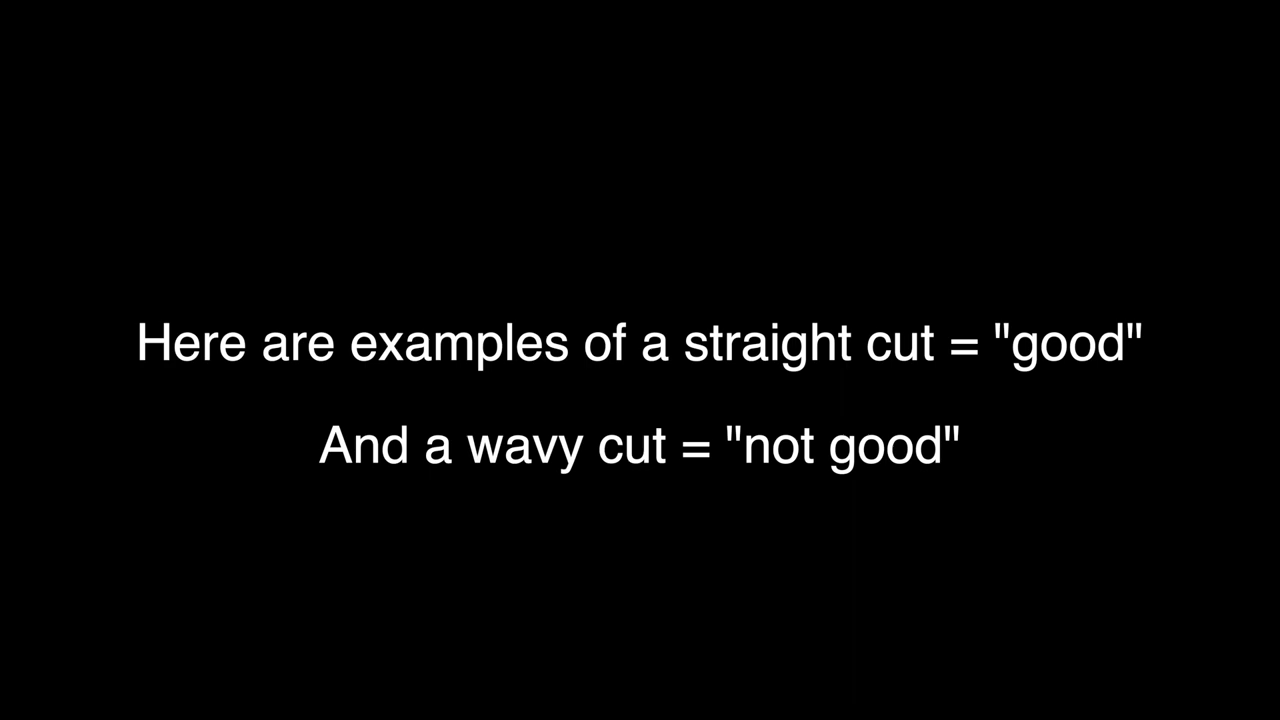 Here are examples of a straight cut = "good"
And a wavy cut = "not good"